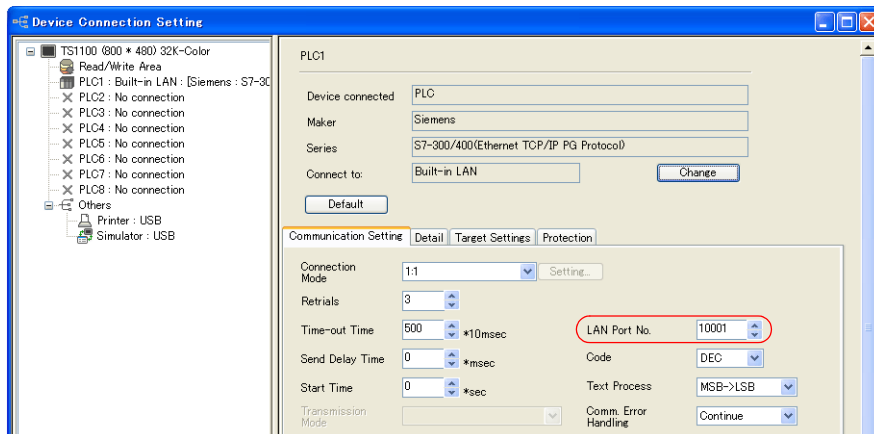 Device Connection Setting
TS1100 (800 * 480) 32K-Color
Read/Write Area
PLC1 : Built-in LAN : [Siemens : S7-30
PLC2 : No connection
PLC3 : No connection
PLC4 : No connection
PLC5 : No connection
PLC6 : No connection
PLC7 : No connection
PLC8 : No connection
Others
Printer : USB
Simulator : USB
PLC1
Device connected PLC
Maker Siemens
Series S7-300/400(Ethernet TCP/IP PG Protocol)
Connect to: Built-in LAN Change
Default
Communication Setting Detail Target Settings Protection
Connection Mode 1:1 Setting...
Retrials 3
Time-out Time 500 *10msec LAN Port No. 10001
Send Delay Time 0 *msec Code DEC
Start Time 0 *sec Text Process MSB->LSB
Transmission Mode Comm. Error Handling Continue